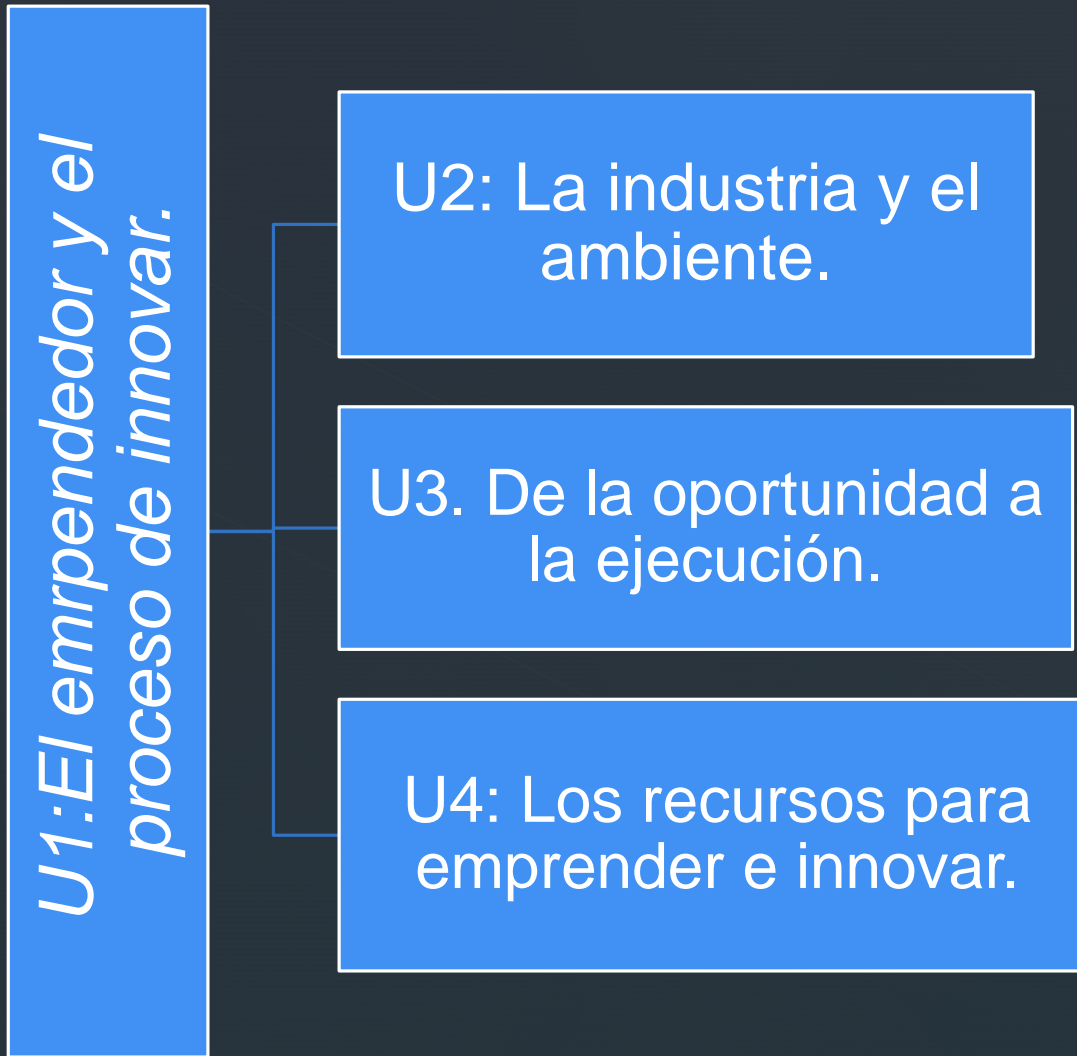 U1:El emrpendedor y el
proceso de innovar.
U2: La industria y el
ambiente.
U3. De la oportunidad a
la ejecución.
U4: Los recursos para
emprender e innovar.